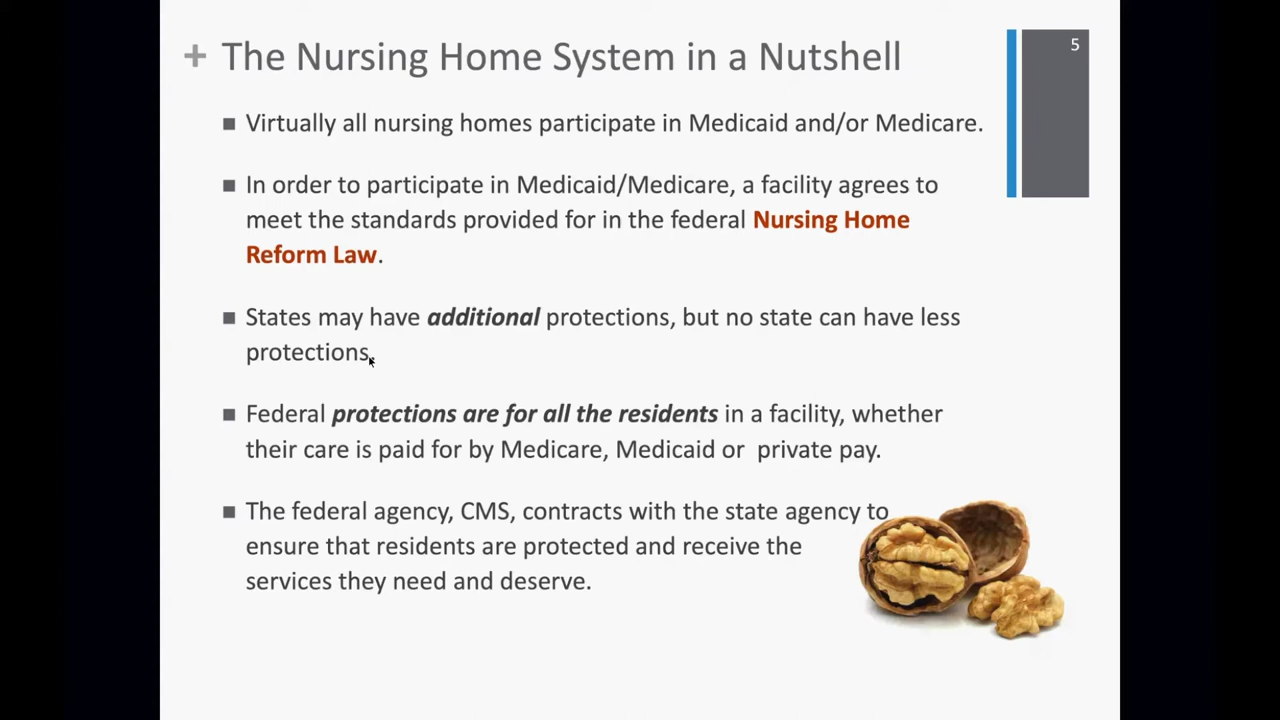 5
+ The Nursing Home System in a Nutshell
■ Virtually all nursing homes participate in Medicaid and/or Medicare.
■ In order to participate in Medicaid/Medicare, a facility agrees to
meet the standards provided for in the federal Nursing Home
Reform Law.
■ States may have additional protections, but no state can have less
protections.
■ Federal protections are for all the residents in a facility, whether
their care is paid for by Medicare, Medicaid or  private pay.
■ The federal agency, CMS, contracts with the state agency to
ensure that residents are protected and receive the
services they need and deserve.